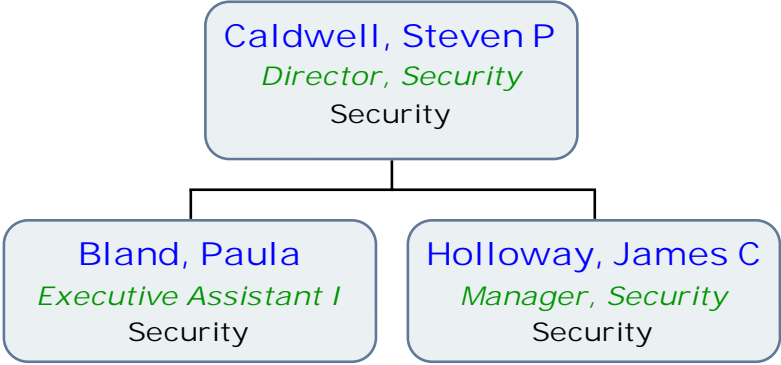 Caldwell, Steven P
Director, Security
Security
Bland, Paula
Executive Assistant I
Security
Holloway, James C
Manager, Security
Security